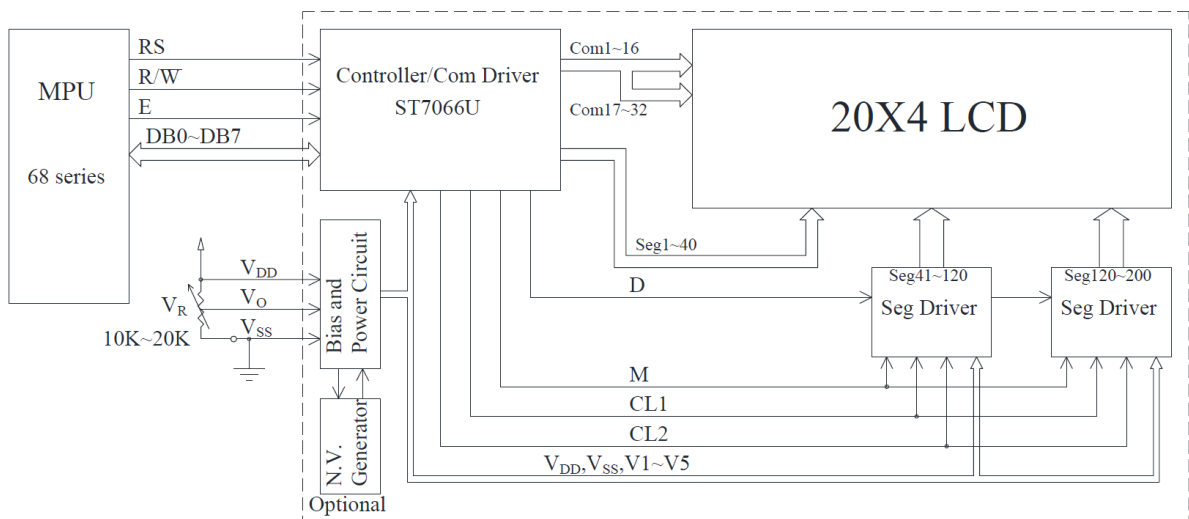 MPU
68 series
RS
R/W̅
E
DB0~DB7
Controller/Com Driver
ST7066U
Com1~16
Com17~32
20X4 LCD
Seg1~40
Seg41~120
Seg Driver
Seg120~200
Seg Driver
D
M
CL1
CL2
VDD,VSS,V1~V5
VDD
VO
VSS
VR
10K~20K
Bias and
Power Circuit
N.V.
Generator
Optional